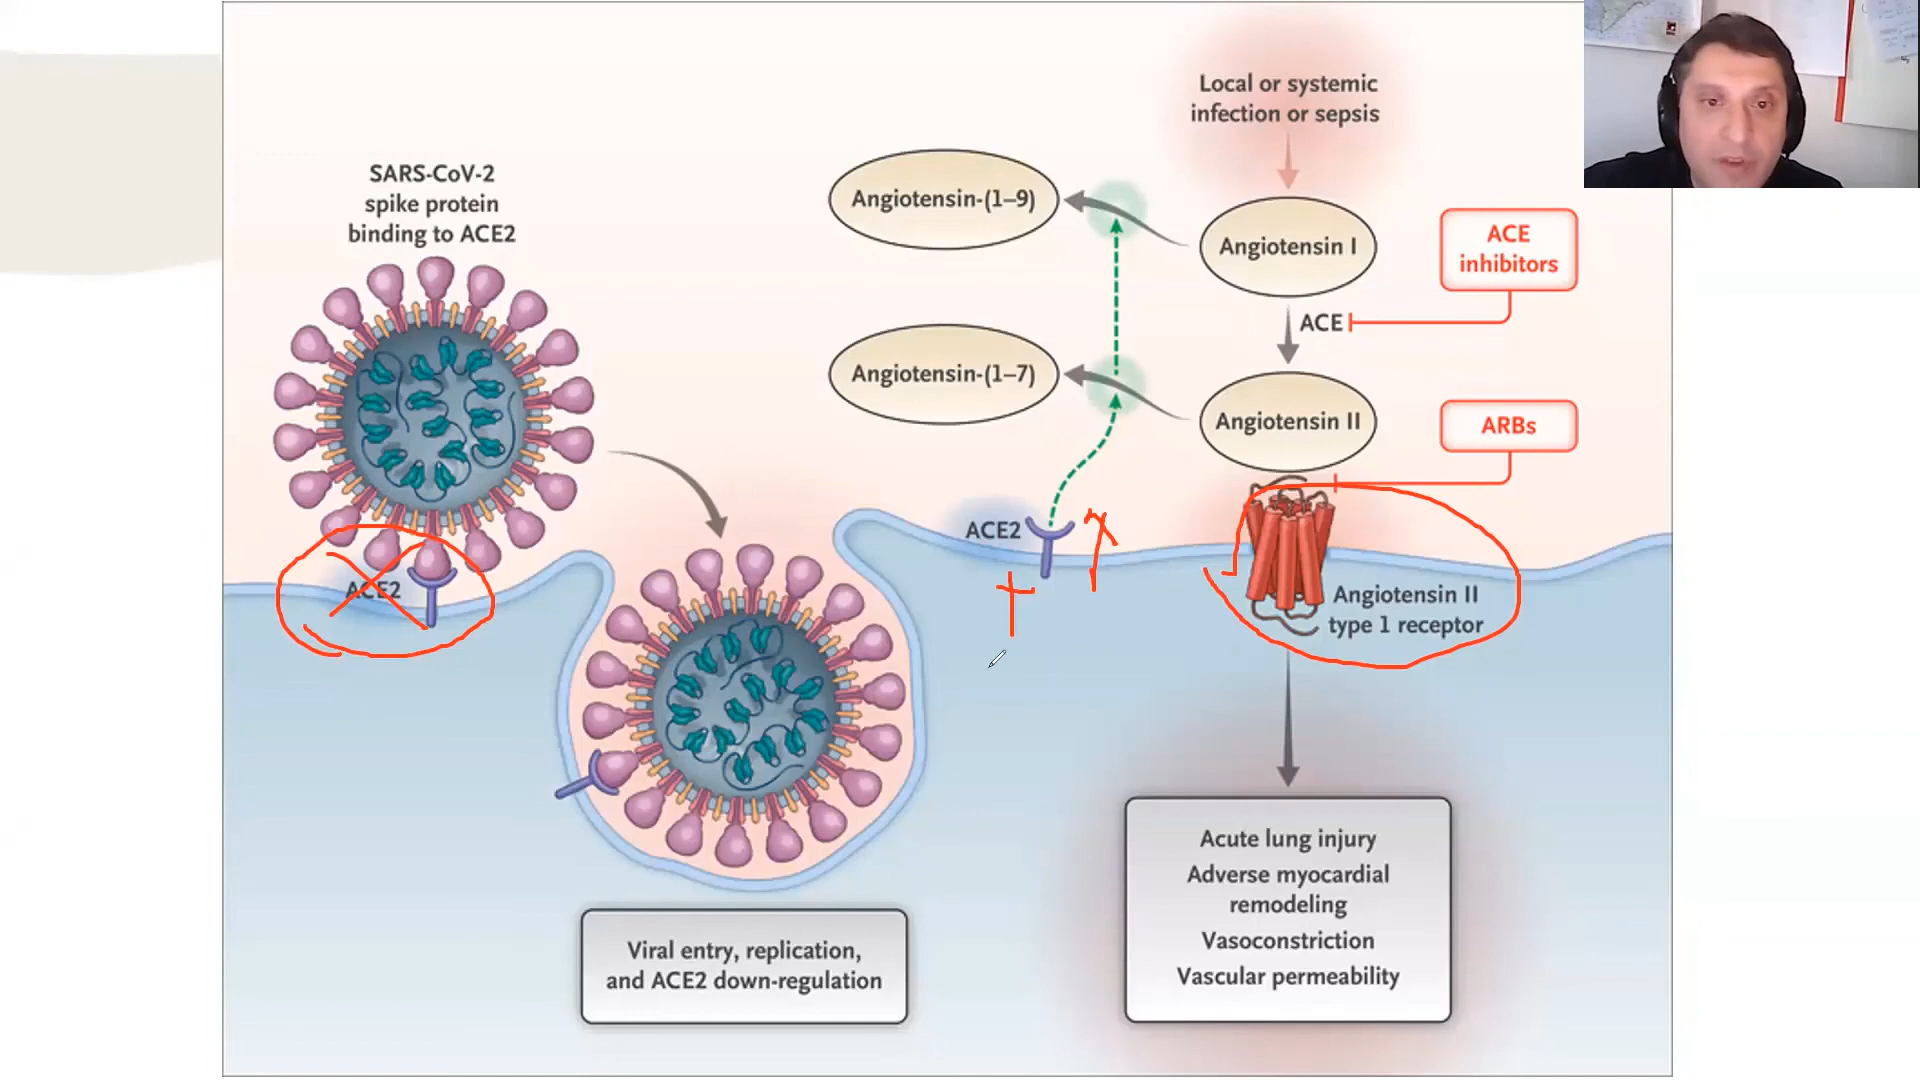 Local or systemic
infection or sepsis
SARS-CoV-2
spike protein
binding to ACE2
Angiotensin-(1–9)
Angiotensin I
ACE
inhibitors
ACE
Angiotensin-(1–7)
Angiotensin II
ARBs
ACE2
ACE2
Angiotensin II
type 1 receptor
Viral entry, replication,
and ACE2 down-regulation
Acute lung injury
Adverse myocardial
remodeling
Vasoconstriction
Vascular permeability